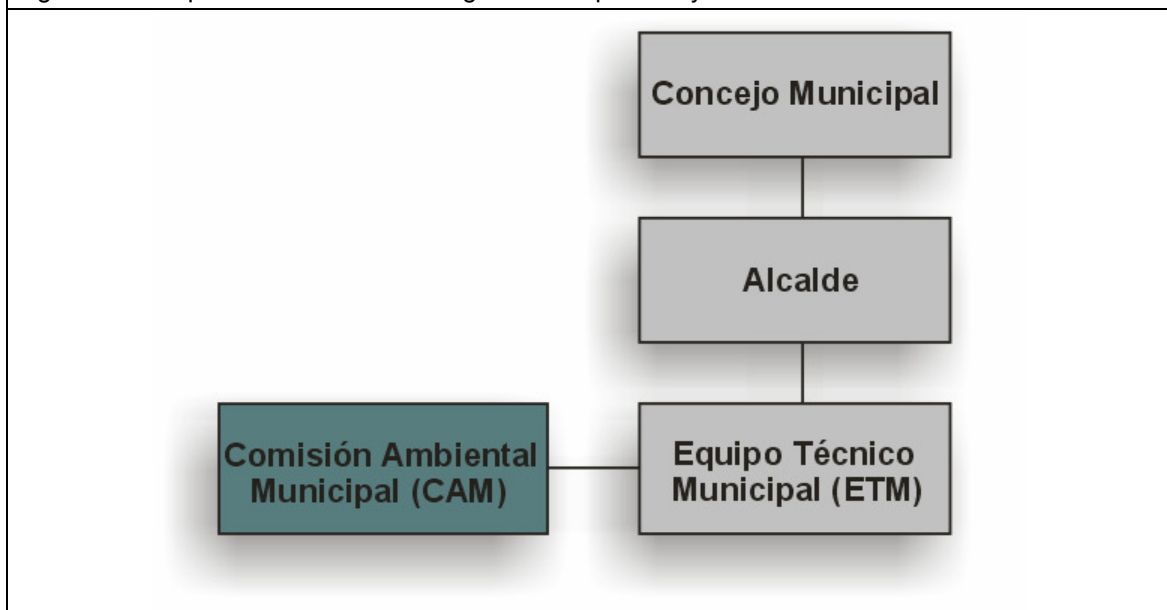 Concejo Municipal
Alcalde
Comisión Ambiental
Municipal (CAM)
Equipo Técnico
Municipal (ETM)